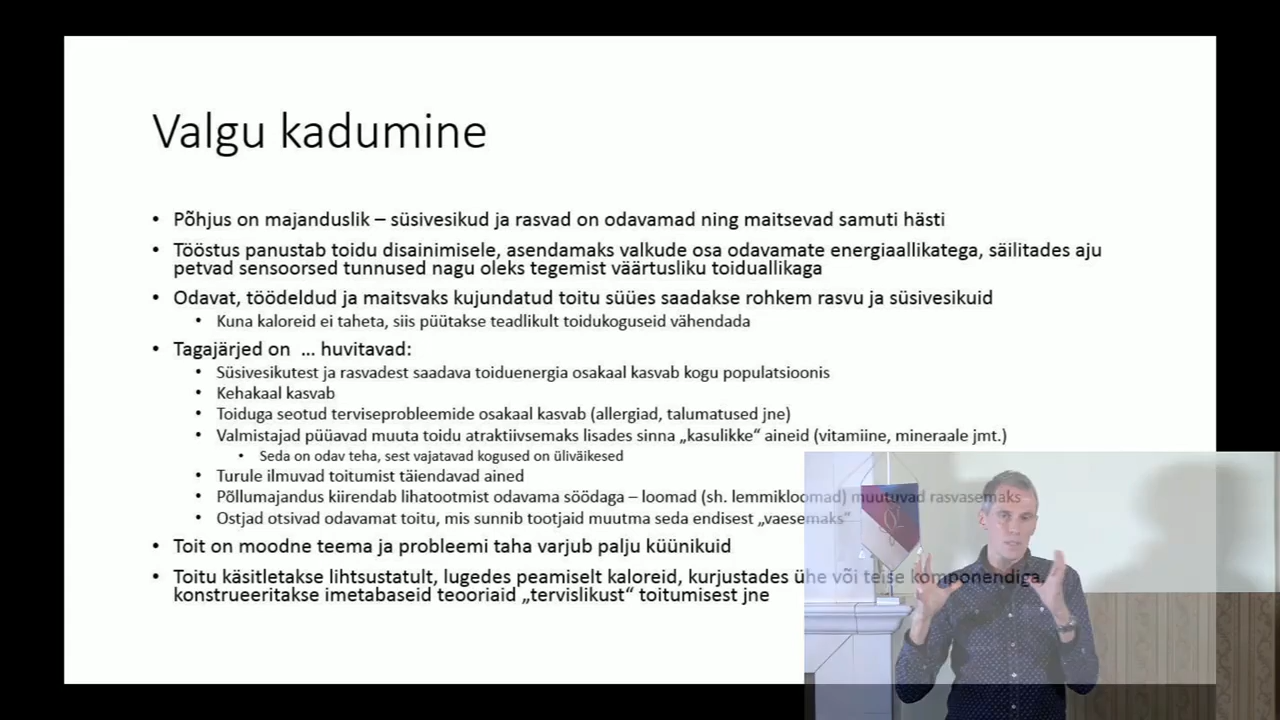 Valgu kadumine
• Põhjus on majanduslik – süsivesikud ja rasvad on odavamad ning maitsevad samuti hästi
• Tööstus panustab toidu disainimisele, asendamaks valkude osa odavamate energiaallikatega, säilitades aju
petvad sensoorsed tunnused nagu oleks tegemist väärtusliku toiduallikaga
• Odavat, töödeldud ja maitsvaks kujundatud toitu süües saadakse rohkem rasvu ja süsivesikuid
• Kuna kaloreid ei taheta, siis püütakse teadlikult toidukoguseid vähendada
• Tagajärjed on … huvitavad:
• Süsivesikutest ja rasvadest saadava toiduenergia osakaal kasvab kogu populatsioonis
• Kehakaal kasvab
• Toiduga seotud terviseprobleemide osakaal kasvab (allergiad, talumatused jne)
• Valmistajad püüavad muuta toidu atraktiivsemaks lisades sinna „kasulikke“ aineid (vitamiine, mineraale jmt.)
• Seda on odav teha, sest vajatavad kogused on üliväikesed
• Turule ilmuvad toitumist täiendavad ained
• Põllumajandus kiirendab lihatootmist odavama söödaga – loomad (sh. lemmikloomad) muutuvad rasvasemaks
• Ostjad otsivad odavamat toitu, mis sunnib tootjaid muutma seda endisest „vaesemaks“
• Toit on moodne teema ja probleemi taha varjub palju küünikuid
• Toitu käsitletakse lihtsustatult, lugedes peamiselt kaloreid, kurjustades ühe või teise komponendiga.
konstrueeritakse imetabaseid teooriaid „tervislikust“ toitumisest jne